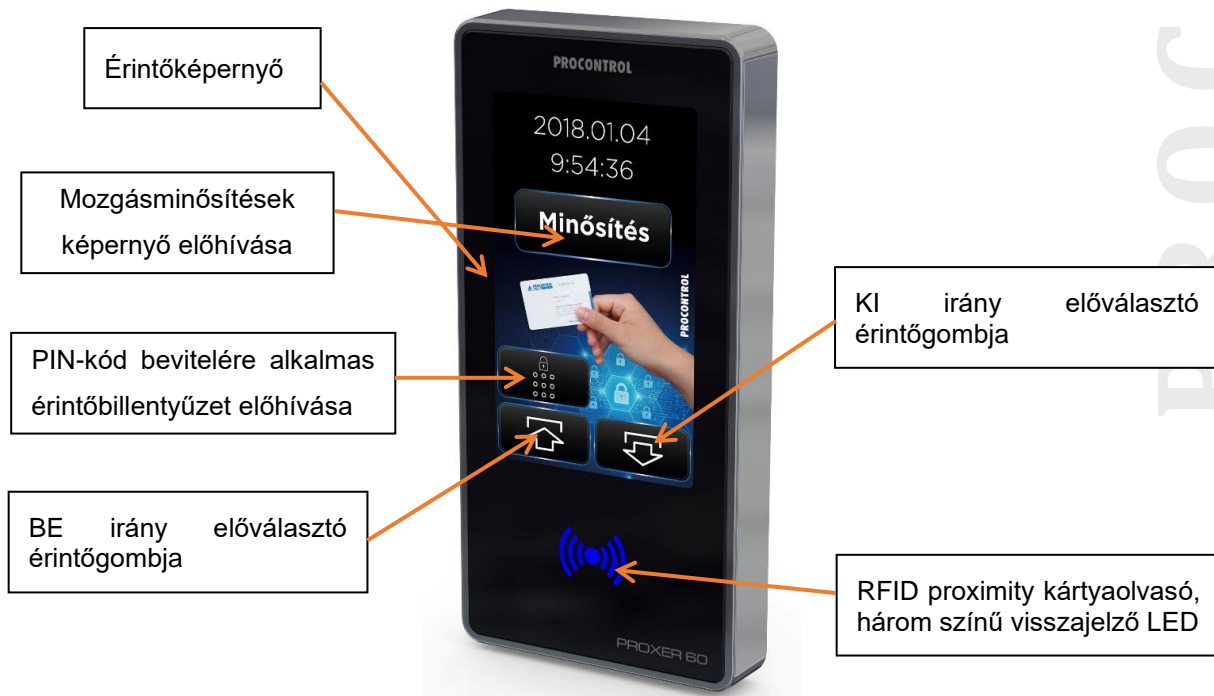 Érintőképernyő
Mozgásminősítések
képernyő előhívása
PIN-kód bevitelére alkalmas
érintőbillentyűzet előhívása
BE irány előválasztó
érintőgombja
PROCONTROL
2018.01.04
9:54:36
Minősítés
PROCONTROL
PROXER 60
KI irány előválasztó
érintőgombja
RFID proximity kártyaolvasó,
három színű visszajelző LED
PROC